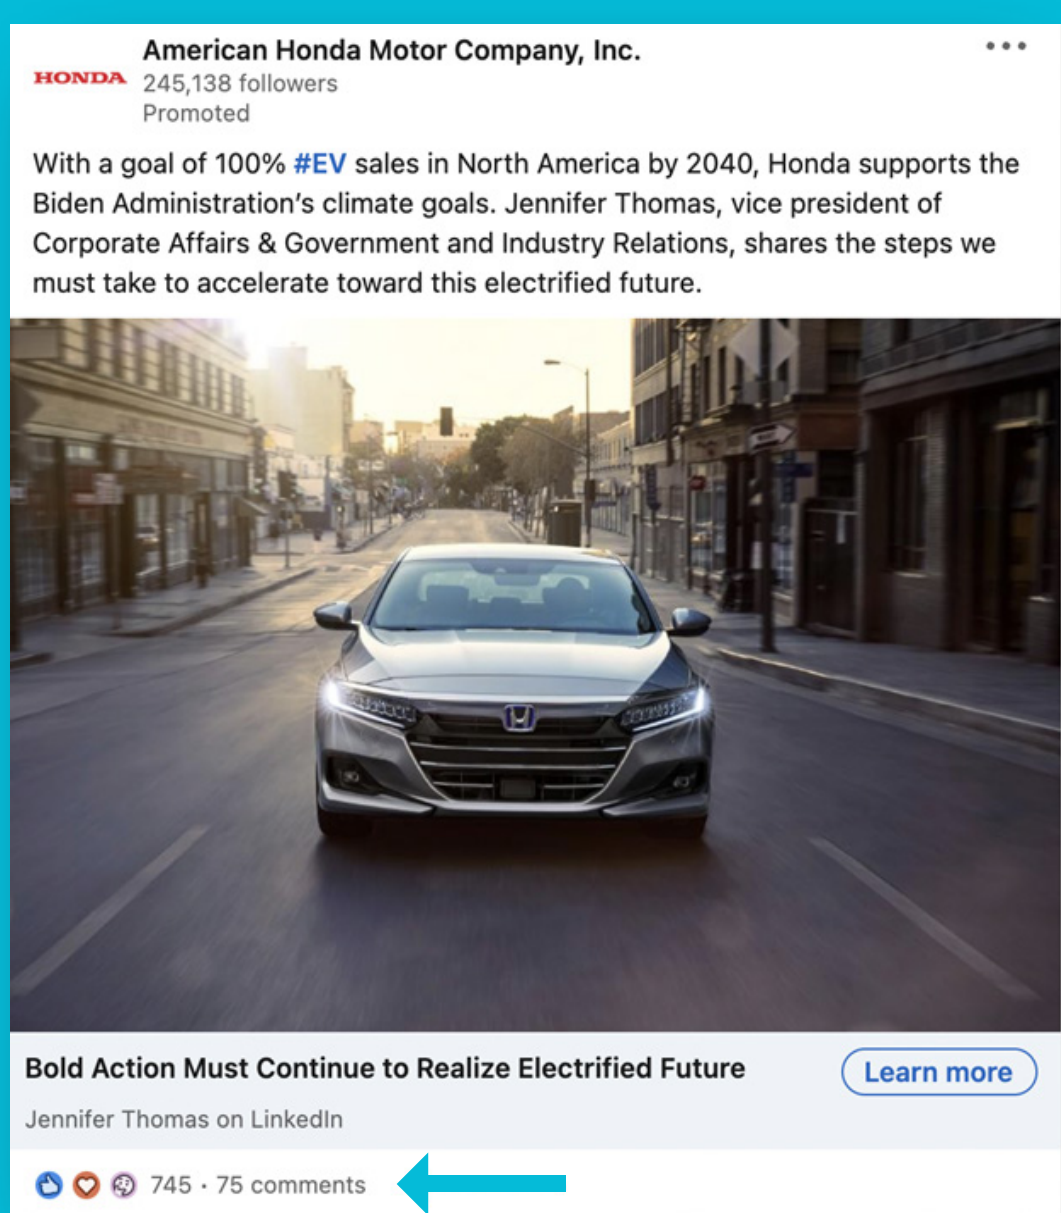 American Honda Motor Company, Inc.
HONDA
245,138 followers
Promoted
With a goal of 100% #EV sales in North America by 2040, Honda supports the
Biden Administration’s climate goals. Jennifer Thomas, vice president of
Corporate Affairs & Government and Industry Relations, shares the steps we
must take to accelerate toward this electrified future.
Bold Action Must Continue to Realize Electrified Future
Learn more
Jennifer Thomas on LinkedIn
745 · 75 comments